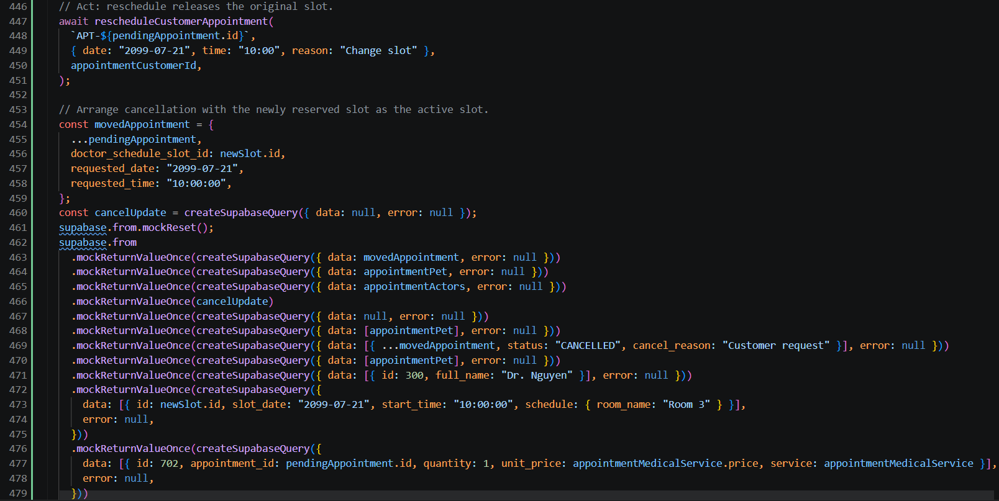 446 // Act: reschedule releases the original slot.
447 await rescheduleCustomerAppointment(
448 `APT-${pendingAppointment.id}`,
449 { date: "2099-07-21", time: "10:00", reason: "Change slot" },
450 appointmentCustomerId,
451 );
452
453 // Arrange cancellation with the newly reserved slot as the active slot.
454 const movedAppointment = {
455 ...pendingAppointment,
456 doctor_schedule_slot_id: newSlot.id,
457 requested_date: "2099-07-21",
458 requested_time: "10:00:00",
459 };
460 const cancelUpdate = createSupabaseQuery({ data: null, error: null });
461 supabase.from.mockReset();
462 supabase.from
463 .mockReturnValueOnce(createSupabaseQuery({ data: movedAppointment, error: null }))
464 .mockReturnValueOnce(createSupabaseQuery({ data: appointmentPet, error: null }))
465 .mockReturnValueOnce(createSupabaseQuery({ data: appointmentActors, error: null }))
466 .mockReturnValueOnce(cancelUpdate)
467 .mockReturnValueOnce(createSupabaseQuery({ data: null, error: null }))
468 .mockReturnValueOnce(createSupabaseQuery({ data: [appointmentPet], error: null }))
469 .mockReturnValueOnce(createSupabaseQuery({ data: [{ ...movedAppointment, status: "CANCELLED", cancel_reason: "Customer request" }], error: null }))
470 .mockReturnValueOnce(createSupabaseQuery({ data: [appointmentPet], error: null }))
471 .mockReturnValueOnce(createSupabaseQuery({ data: [{ id: 300, full_name: "Dr. Nguyen" }], error: null }))
472 .mockReturnValueOnce(createSupabaseQuery({
473 data: [{ id: newSlot.id, slot_date: "2099-07-21", start_time: "10:00:00", schedule: { room_name: "Room 3" } }],
474 error: null,
475 }))
476 .mockReturnValueOnce(createSupabaseQuery({
477 data: [{ id: 702, appointment_id: pendingAppointment.id, quantity: 1, unit_price: appointmentMedicalService.price, service: appointmentMedicalService }],
478 error: null,
479 }))